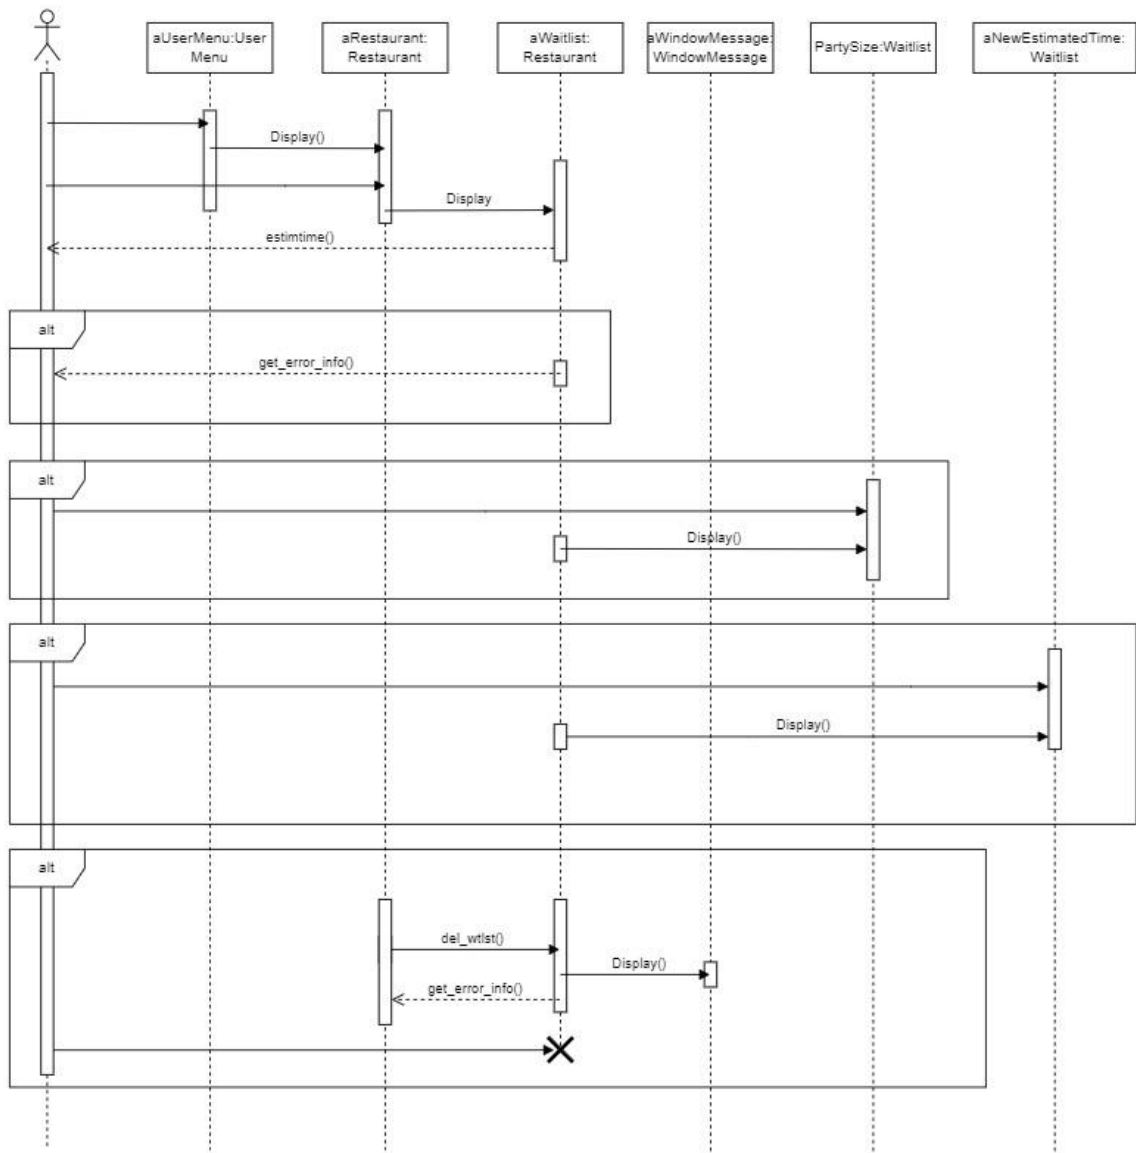 aUserMenu:User
Menu
aRestaurant:
Restaurant
aWaitlist:
Restaurant
aWindowMessage:
WindowMessage
PartySize:Waitlist
aNewEstimatedTime:
Waitlist
Display()
Display
estimtime()
alt
get_error_info()
alt
Display()
alt
Display()
alt
del_wtlst()
Display()
get_error_info()